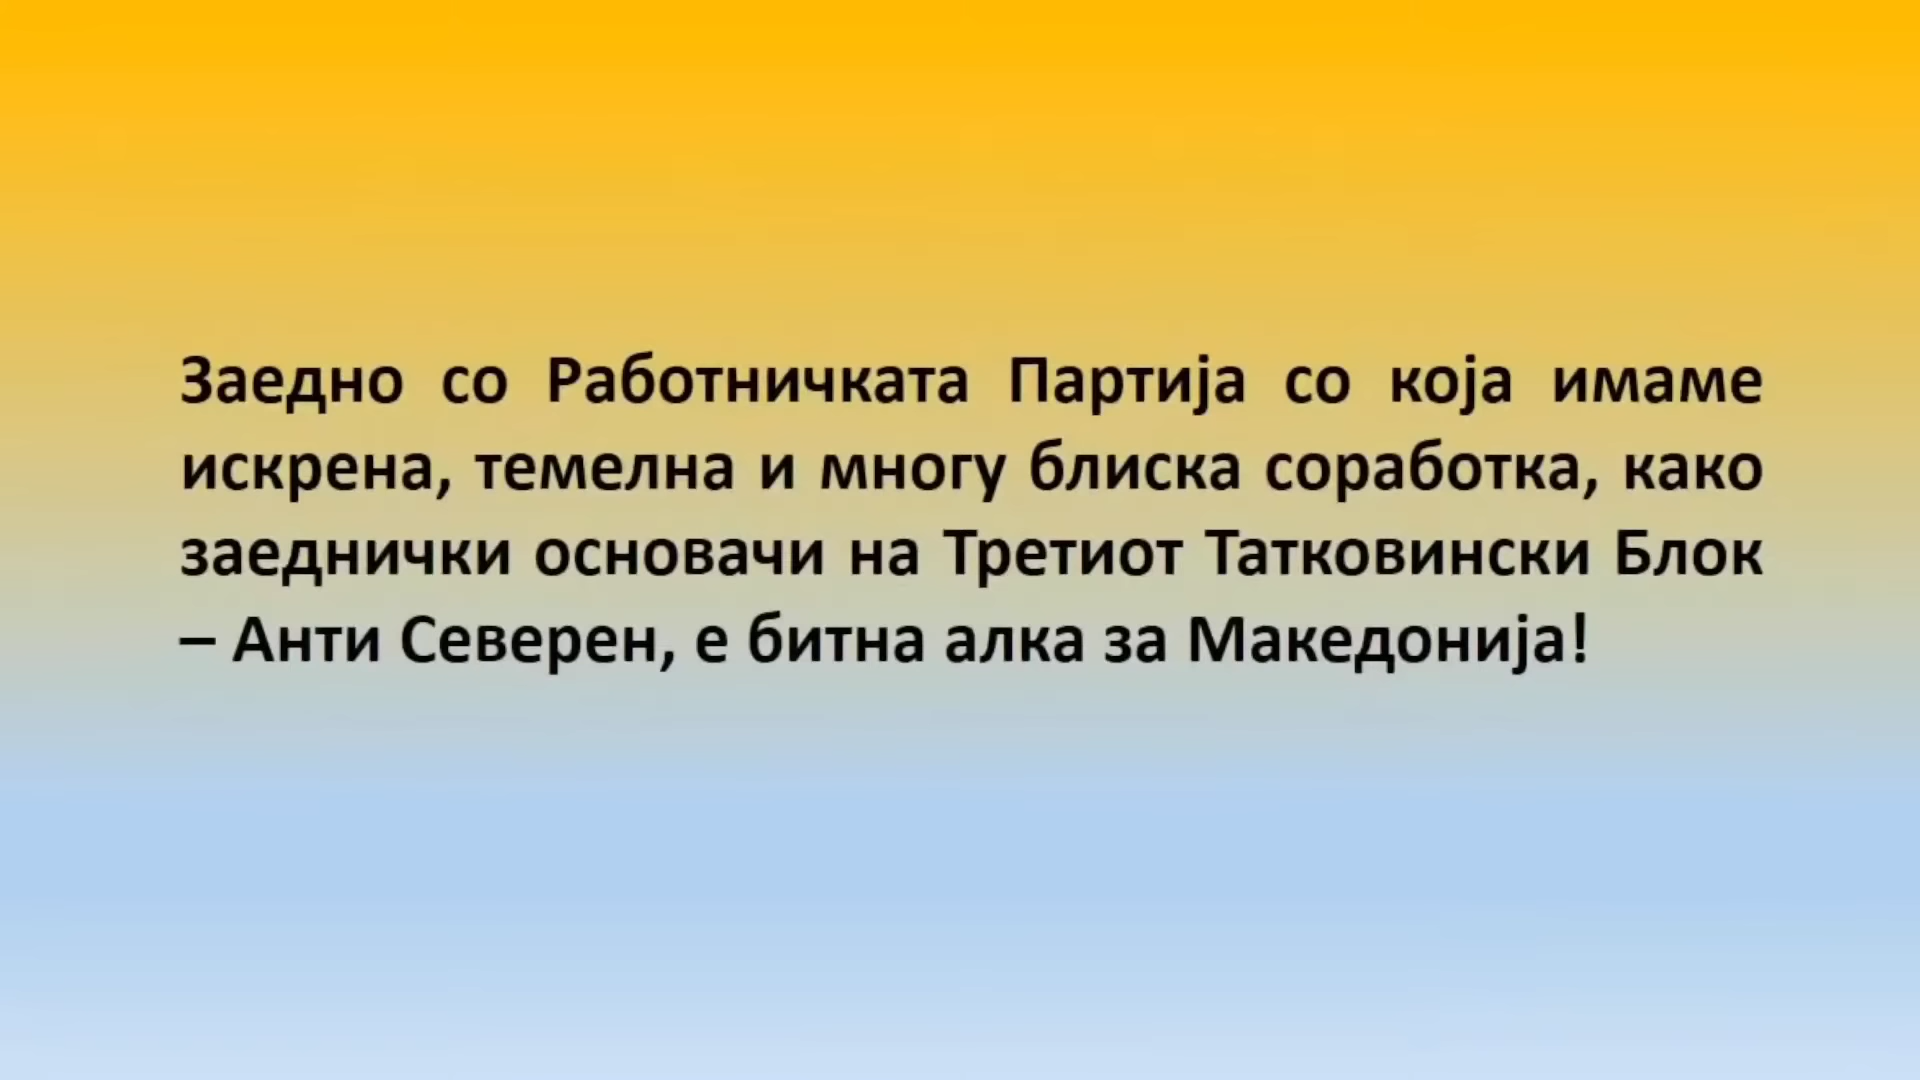 Заедно со Работничката Партија со која имаме
искрена, темелна и многу блиска соработка, како
заеднички основачи на Третиот Татковински Блок
– Анти Северен, е битна алка за Македонија!